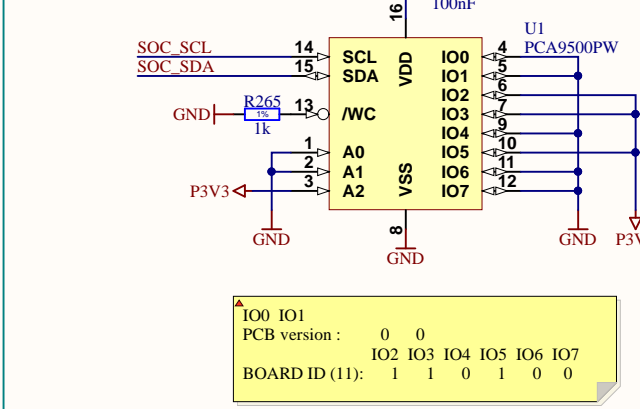 16
100nF
U1
PCA9500PW
SOC_SCL 14 SCL VDD IO0 4
SOC_SDA 15 SDA IO1 5
IO2 6
GND R265 1% 1k 13 /WC IO3 7
IO4 9
1 A0 IO5 10
2 A1 IO6 11
P3V3 3 A2 VSS IO7 12
8
GND GND GND
IO0 IO1
PCB version : 0 0
IO2 IO3 IO4 IO5 IO6 IO7
BOARD ID (11): 1 1 0 1 0 0